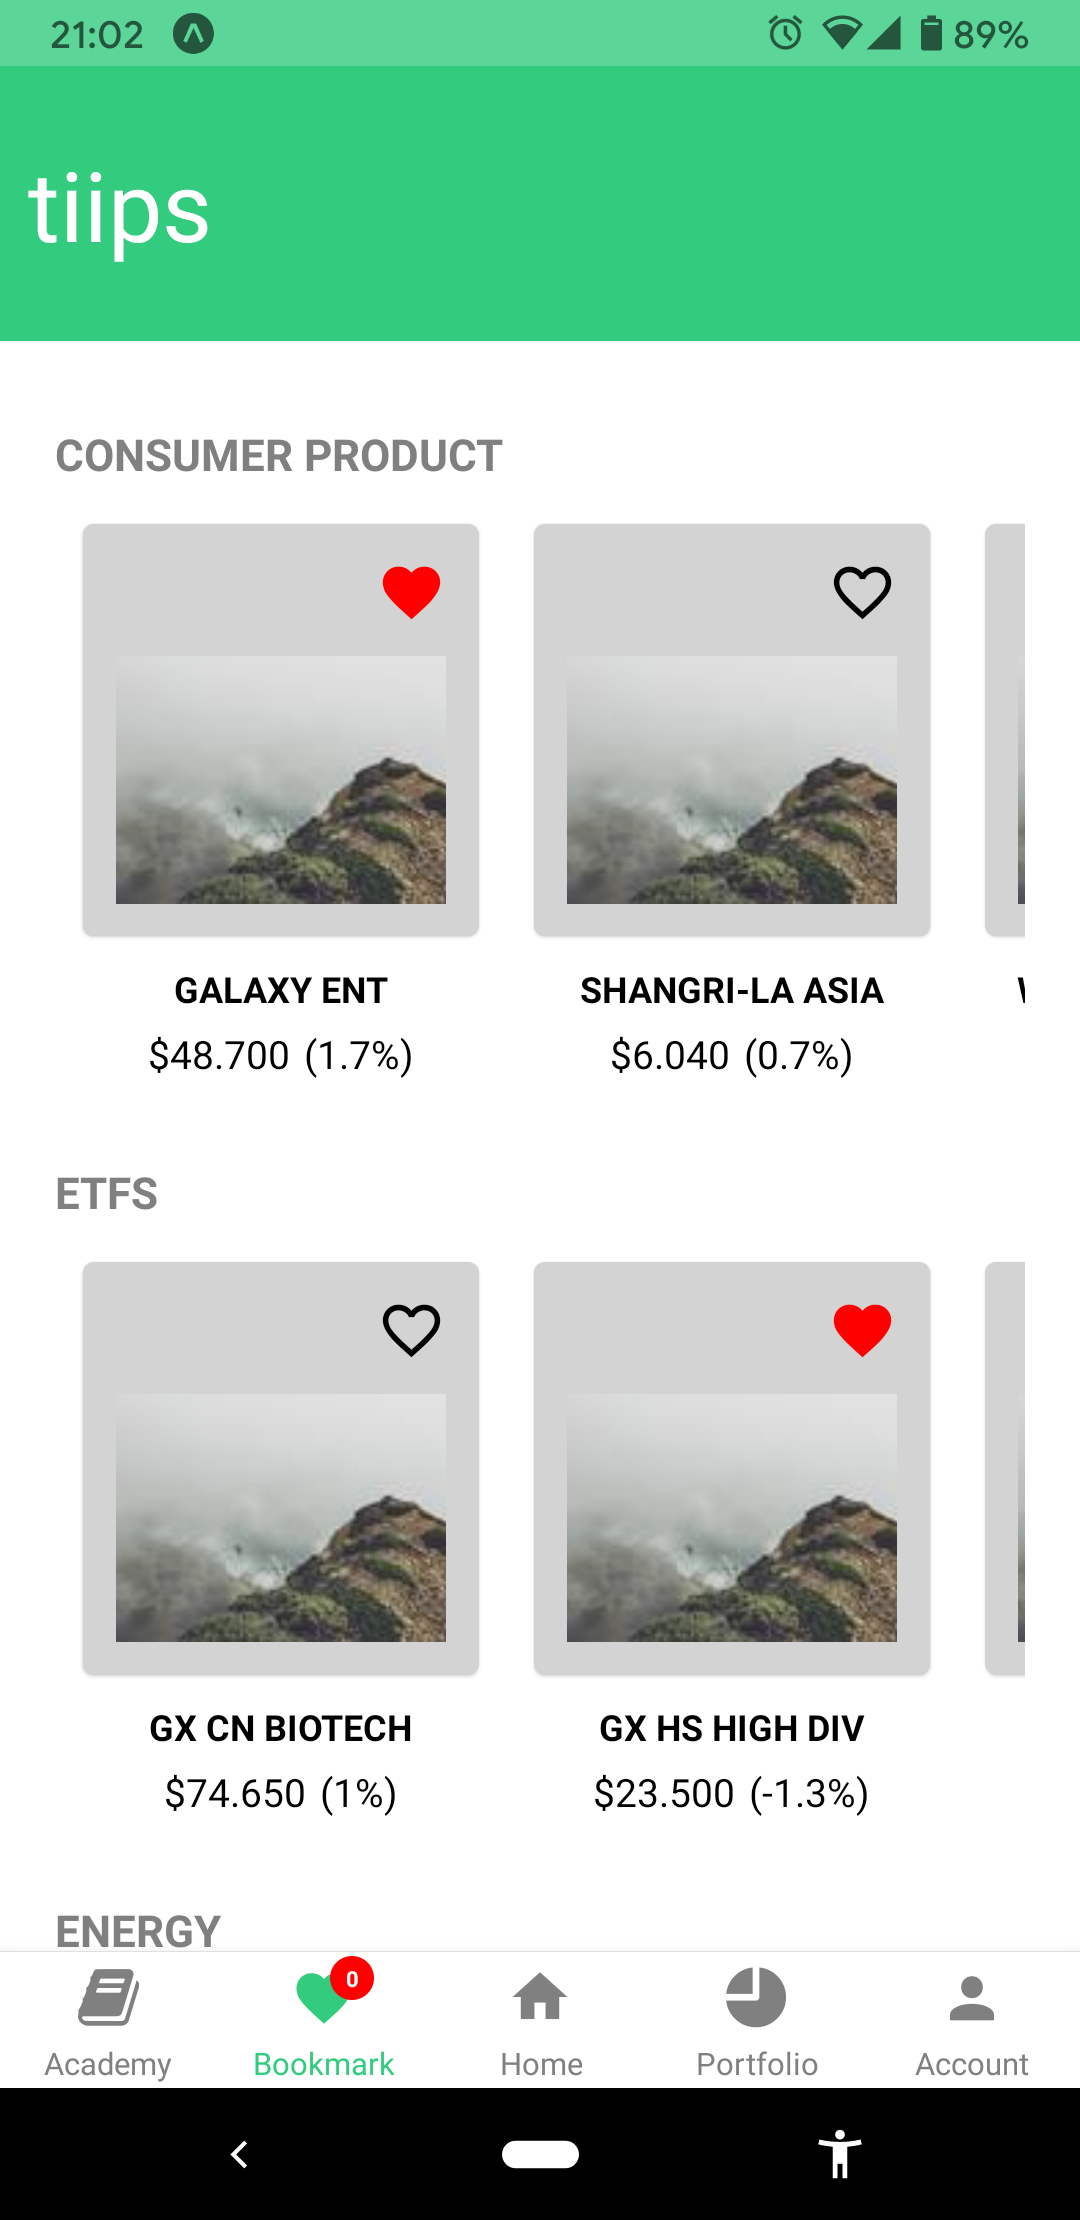 21:02 89%
tiips
CONSUMER PRODUCT
GALAXY ENT SHANGRI-LA ASIA
$48.700 (1.7%) $6.040 (0.7%)
ETFS
GX CN BIOTECH GX HS HIGH DIV
$74.650 (1%) $23.500 (-1.3%)
ENERGY
0
Academy Bookmark Home Portfolio Account